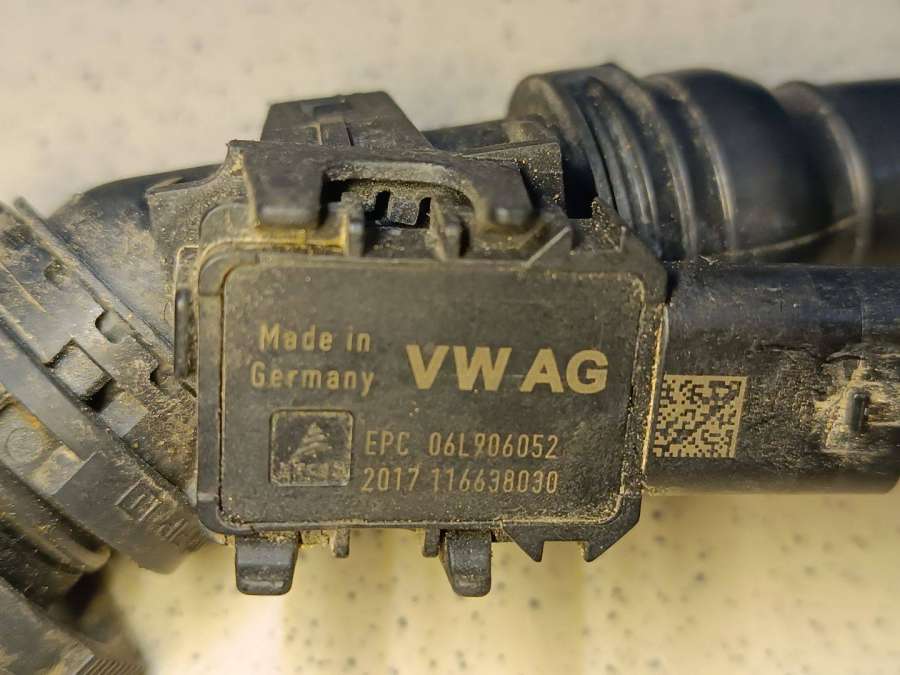 Made in
Germany
VW AG
EPC 06L906052
2017 116638030